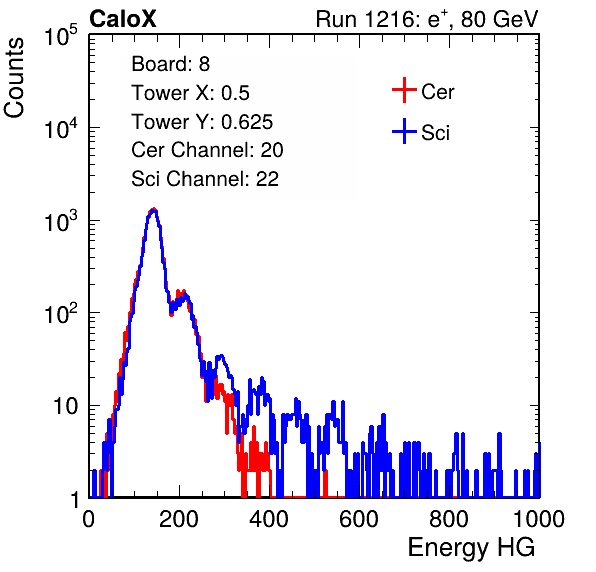 CaloX Run 1216: e⁺, 80 GeV
Counts
Board: 8
Tower X: 0.5
Tower Y: 0.625
Cer Channel: 20
Sci Channel: 22
Cer
Sci
10⁵
10⁴
10³
10²
10
1
0 200 400 600 800 1000
Energy HG